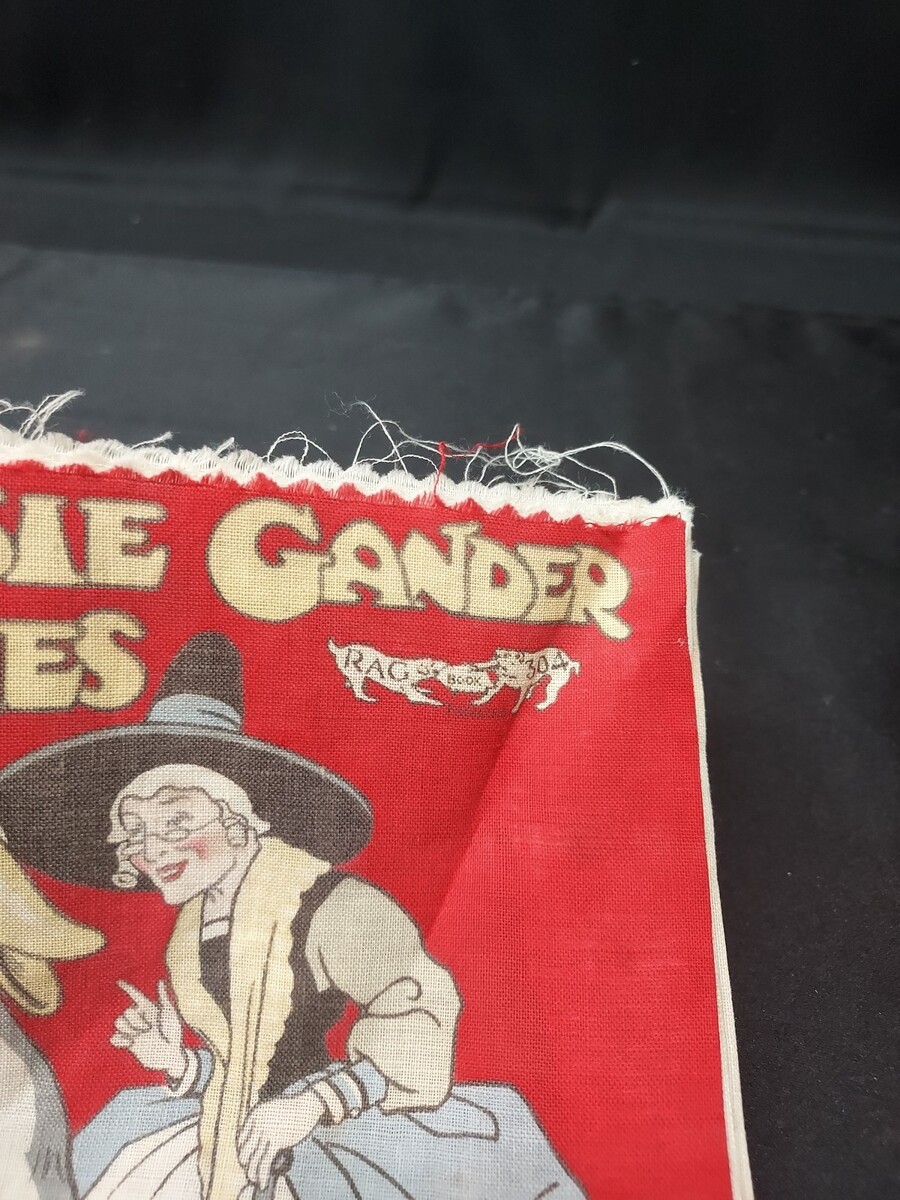 SIE GANDER
ES
RAG BOOK 304